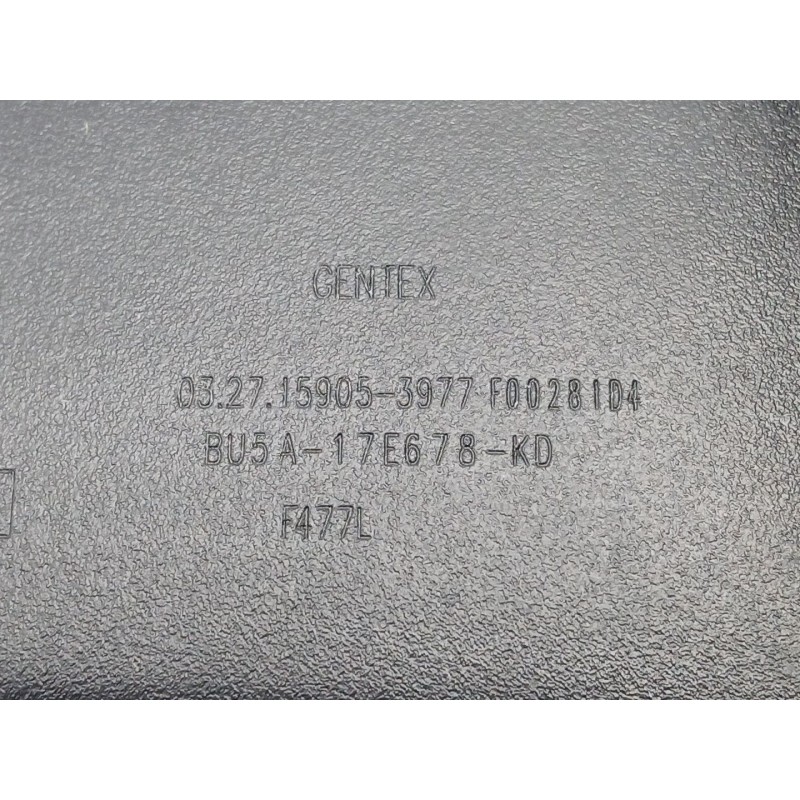 GENTEX
03.27.15905-3977 F00281D4
BU5A-17E678-KD
F477L